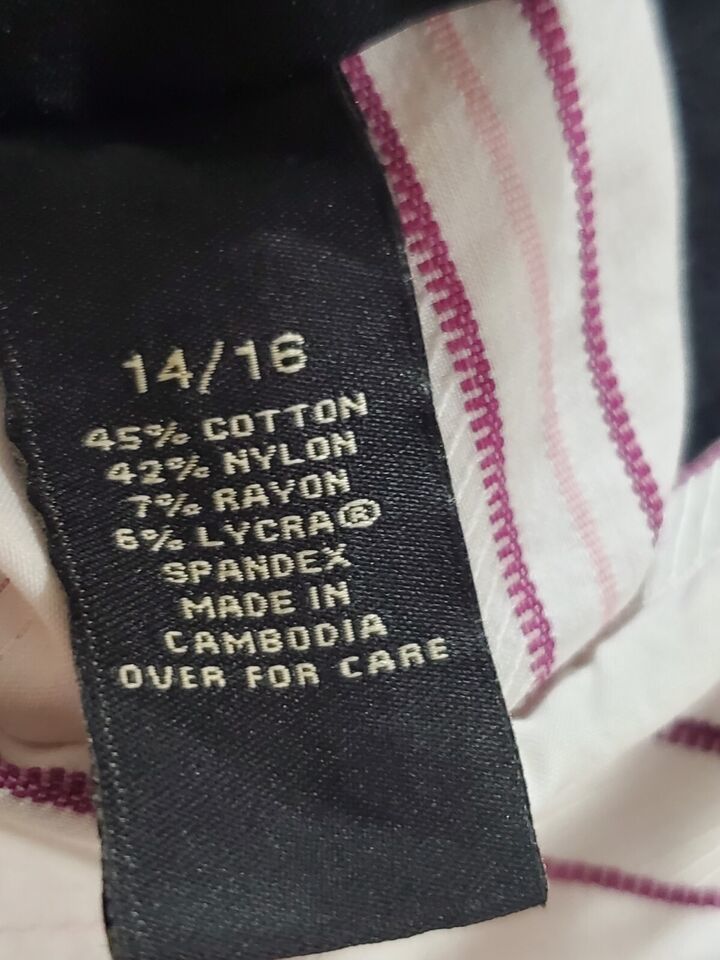 14/16
45% COTTON
42% NYLON
7% RAYON
6% LYCRA®
SPANDEX
MADE IN
CAMBODIA
OVER FOR CARE